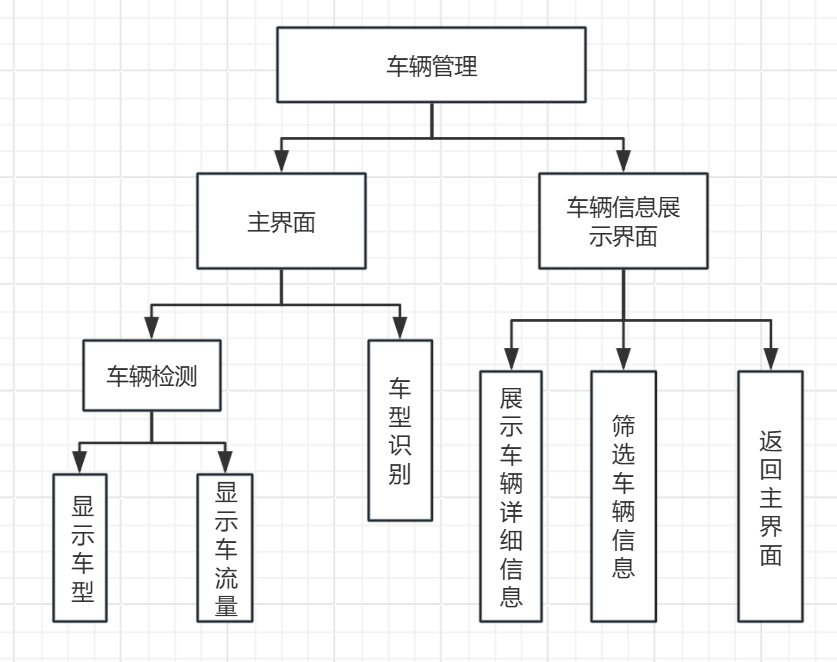 车辆管理
主界面
车辆信息展
示界面
车辆检测
车型识别
展示车辆详细信息
筛选车辆信息
返回主界面
显示车型
显示车流量